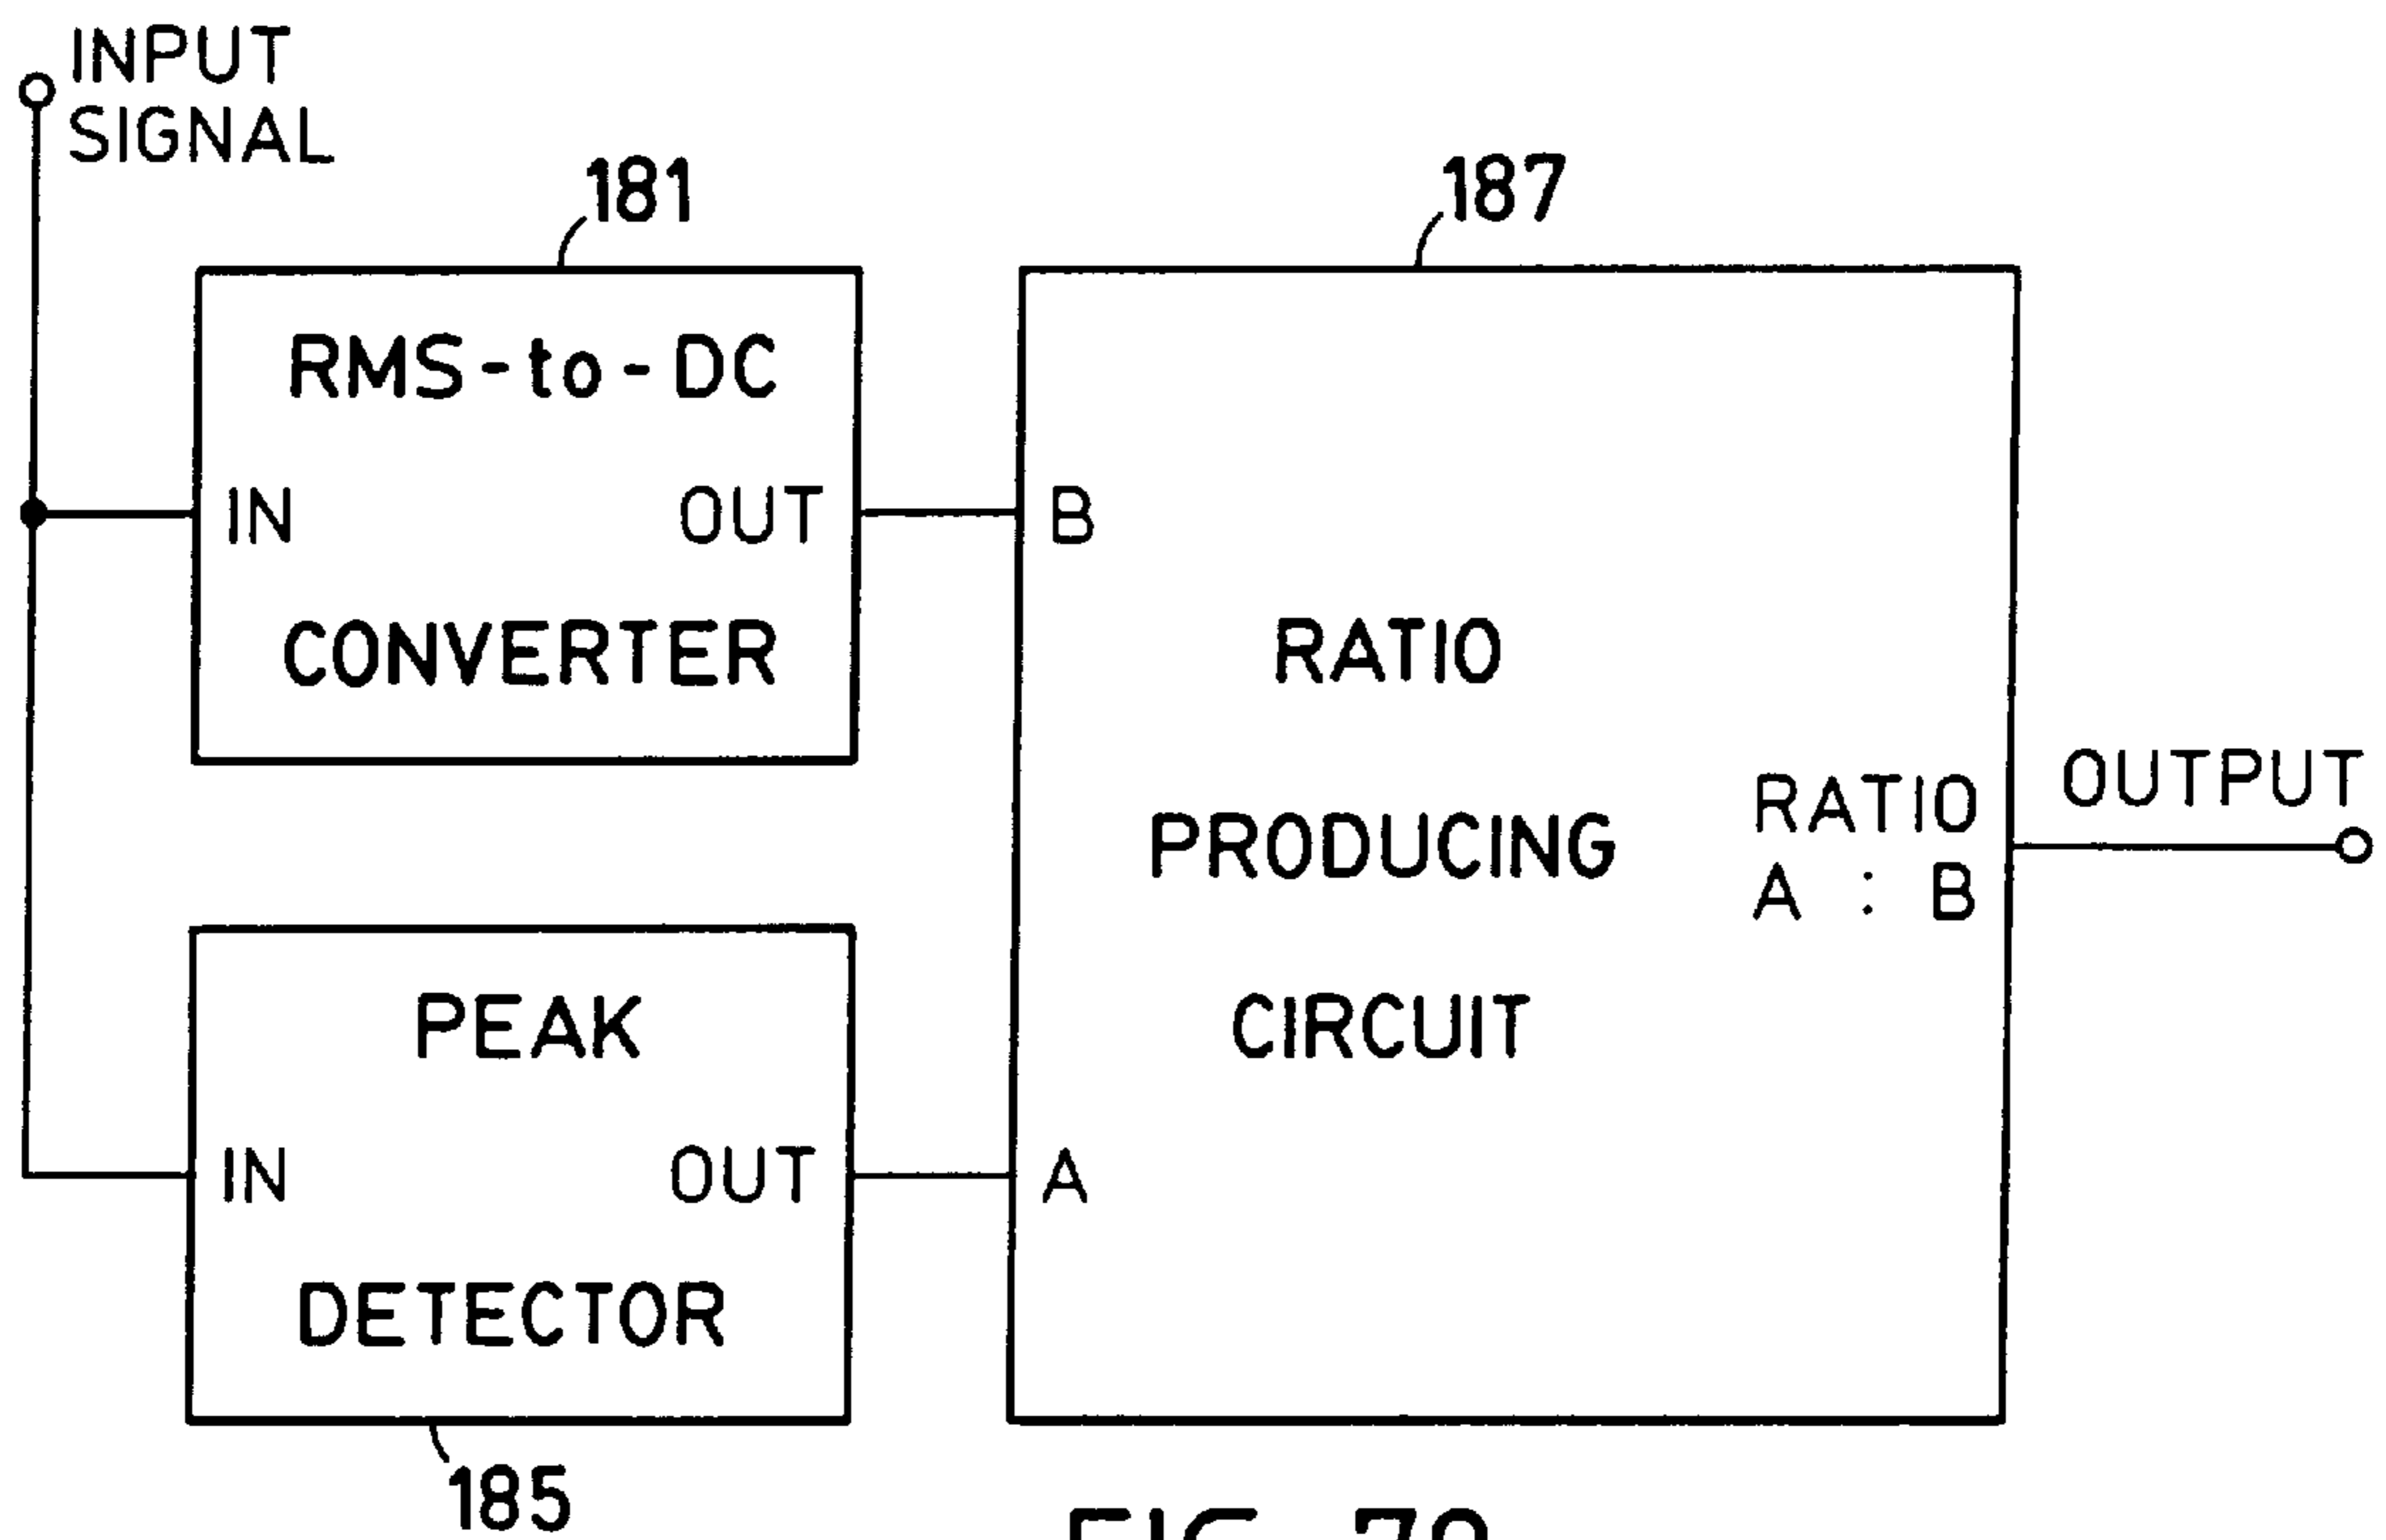 INPUT
SIGNAL
181
187
RMS-to-DC
IN OUT
CONVERTER
B
RATIO
PRODUCING
CIRCUIT
RATIO
A : B
OUTPUT
PEAK
IN OUT
DETECTOR
A
185